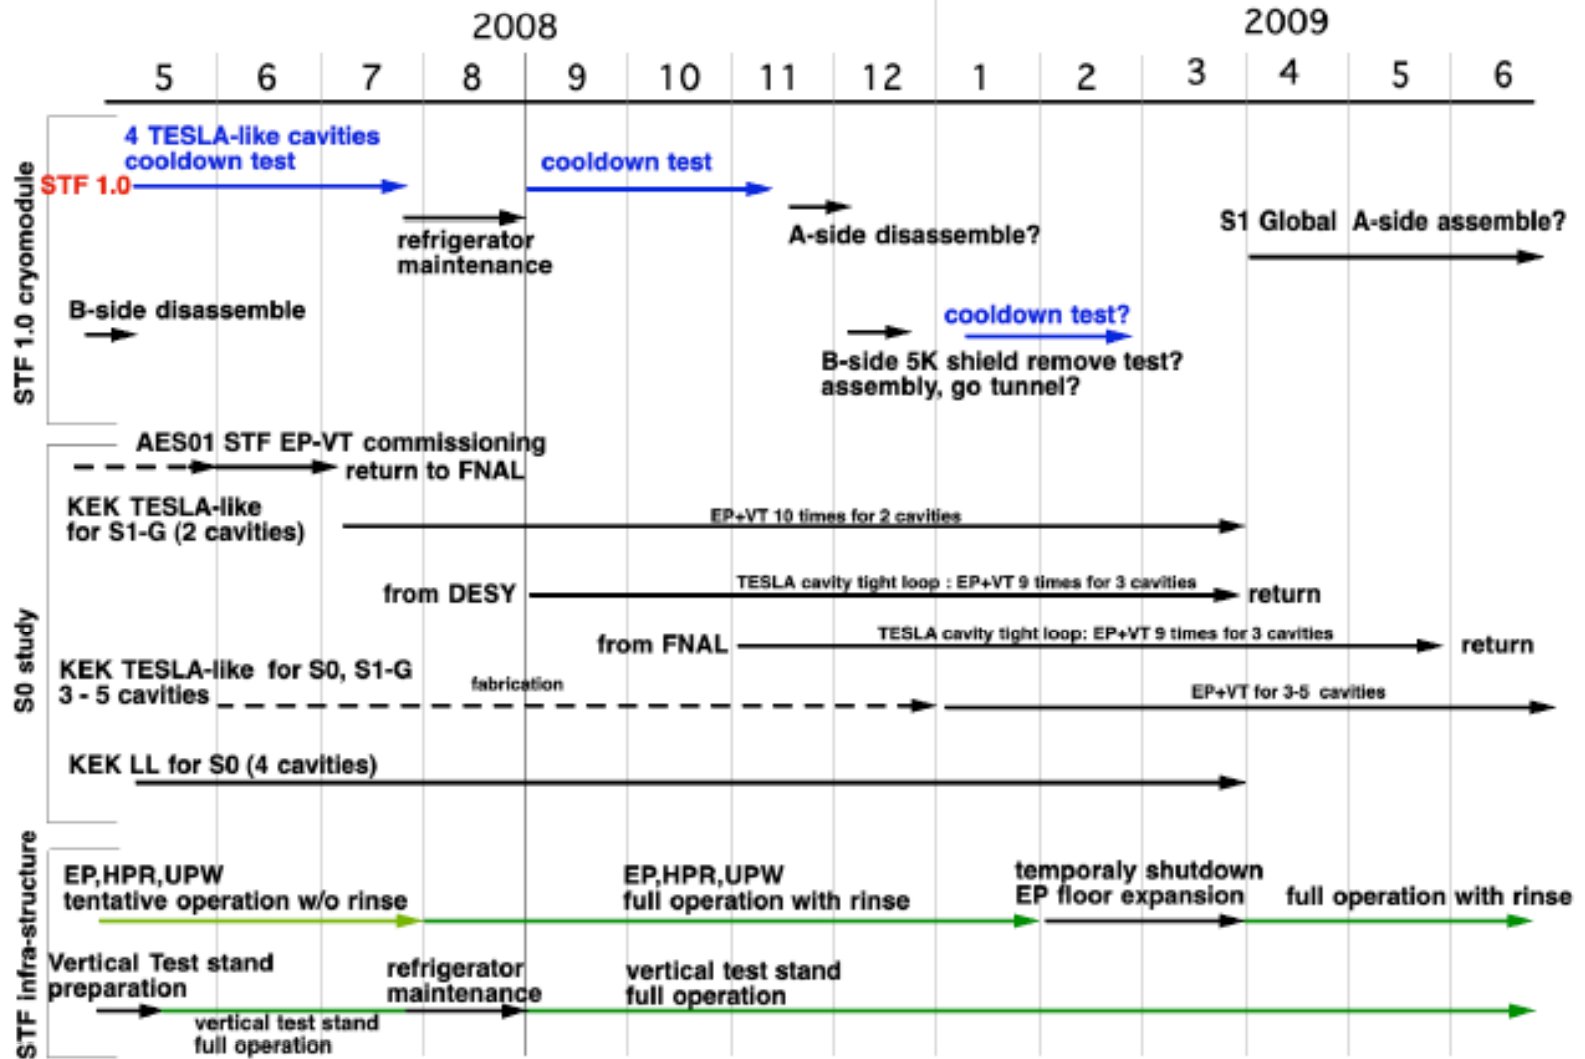 2008
2009
5 6 7 8 9 10 11 12 1 2 3 4 5 6
STF 1.0 cryomodule
4 TESLA-like cavities
cooldown test
STF 1.0
cooldown test
refrigerator
maintenance
A-side disassemble?
S1 Global A-side assemble?
B-side disassemble
cooldown test?
B-side 5K shield remove test?
assembly, go tunnel?
S0 study
AES01 STF EP-VT commissioning
return to FNAL
KEK TESLA-like
for S1-G (2 cavities)
EP+VT 10 times for 2 cavities
from DESY
TESLA cavity tight loop : EP+VT 9 times for 3 cavities
return
from FNAL
TESLA cavity tight loop: EP+VT 9 times for 3 cavities
return
KEK TESLA-like for S0, S1-G
3 - 5 cavities
fabrication
EP+VT for 3-5 cavities
KEK LL for S0 (4 cavities)
STF infra-structure
EP,HPR,UPW
tentative operation w/o rinse
EP,HPR,UPW
full operation with rinse
temporaly shutdown
EP floor expansion
full operation with rinse
Vertical Test stand
preparation
vertical test stand
full operation
refrigerator
maintenance
vertical test stand
full operation